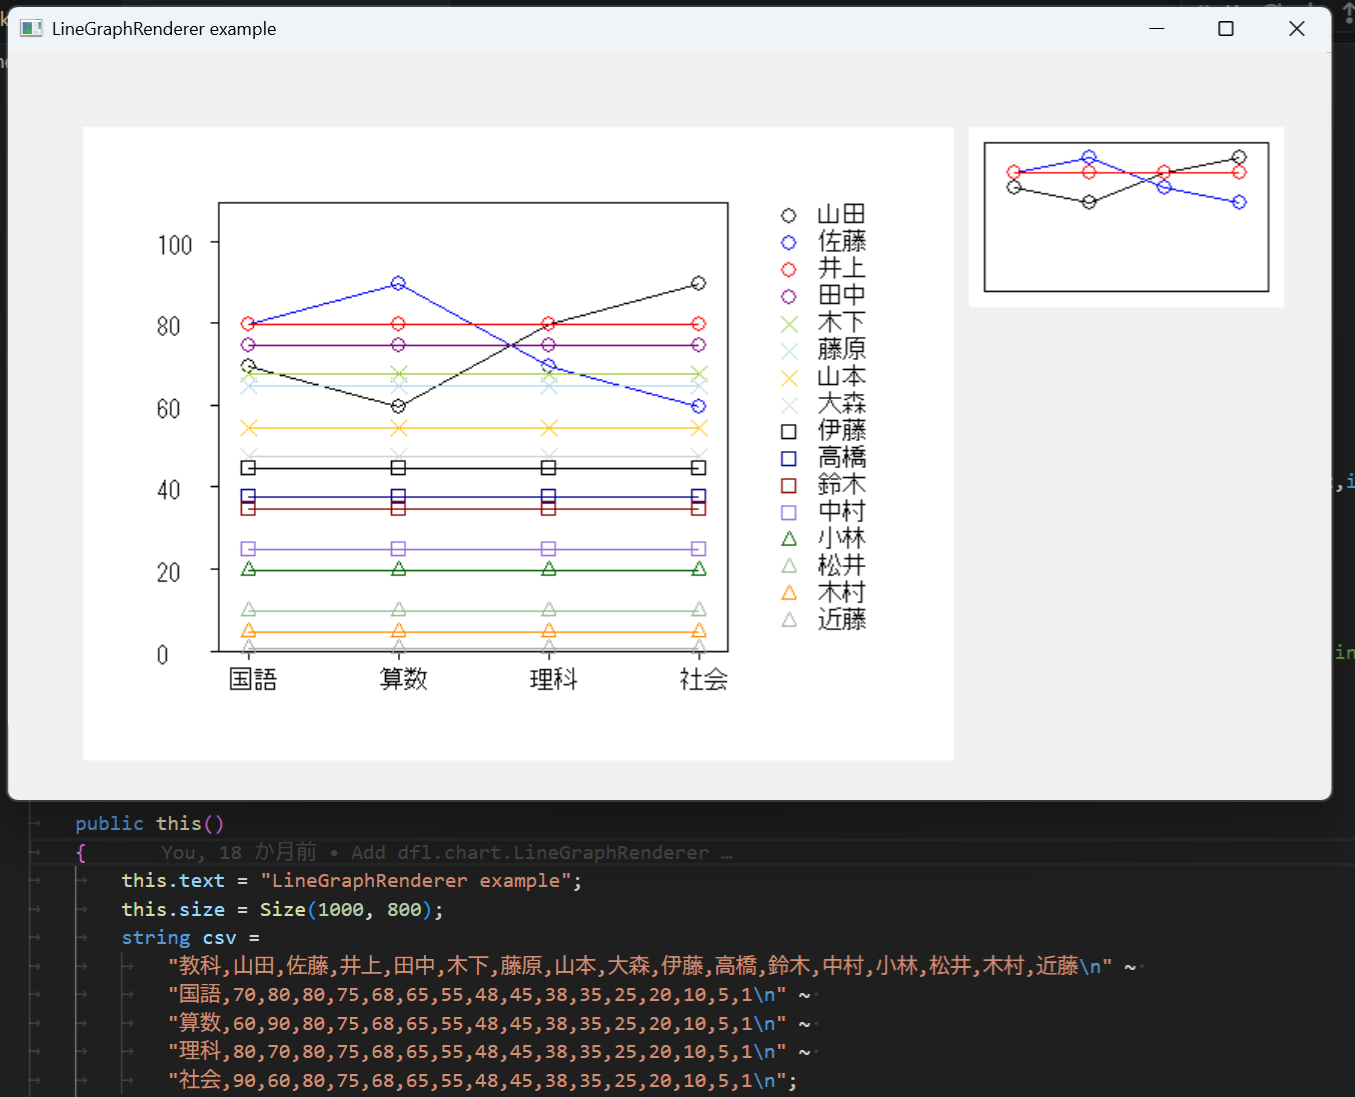 LineGraphRenderer example
100
80
60
40
20
0
国語 算数 理科 社会
山田
佐藤
井上
田中
木下
藤原
山本
大森
伊藤
高橋
鈴木
中村
小林
松井
木村
近藤
,i
in
public this()
{ You, 18 か月前 • Add dfl.chart.LineGraphRenderer …
this.text = "LineGraphRenderer example";
this.size = Size(1000, 800);
string csv =
"教科,山田,佐藤,井上,田中,木下,藤原,山本,大森,伊藤,高橋,鈴木,中村,小林,松井,木村,近藤\n" ~
"国語,70,80,80,75,68,65,55,48,45,38,35,25,20,10,5,1\n" ~
"算数,60,90,80,75,68,65,55,48,45,38,35,25,20,10,5,1\n" ~
"理科,80,70,80,75,68,65,55,48,45,38,35,25,20,10,5,1\n" ~
"社会,90,60,80,75,68,65,55,48,45,38,35,25,20,10,5,1\n";